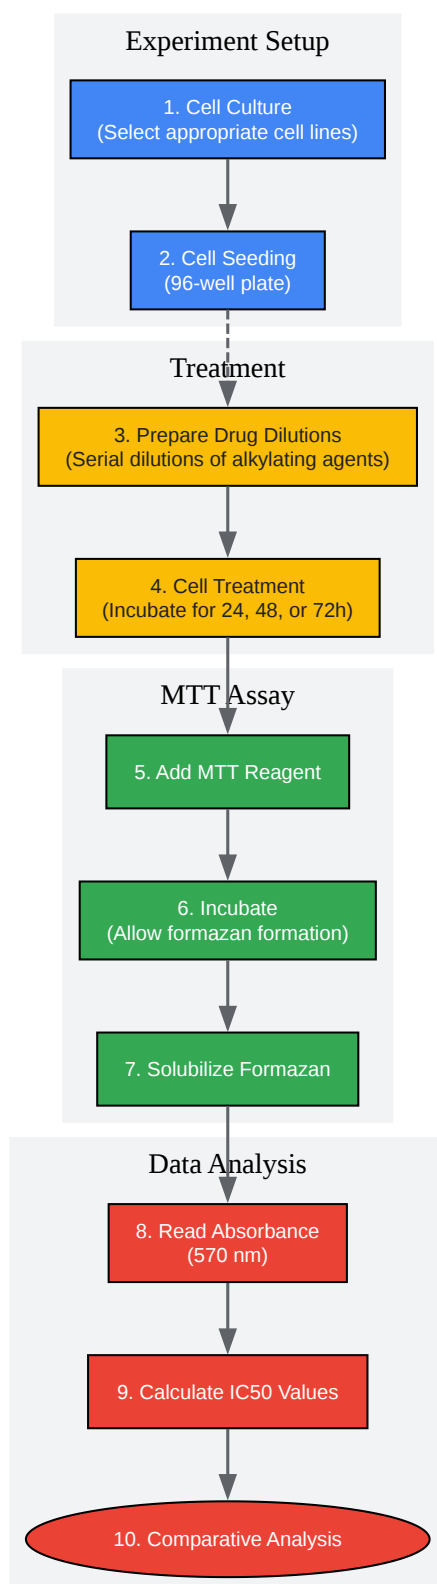 Experiment Setup
1. Cell Culture
(Select appropriate cell lines)
2. Cell Seeding
(96-well plate)
Treatment
3. Prepare Drug Dilutions
(Serial dilutions of alkylating agents)
4. Cell Treatment
(Incubate for 24, 48, or 72h)
MTT Assay
5. Add MTT Reagent
6. Incubate
(Allow formazan formation)
7. Solubilize Formazan
Data Analysis
8. Read Absorbance
(570 nm)
9. Calculate IC50 Values
10. Comparative Analysis